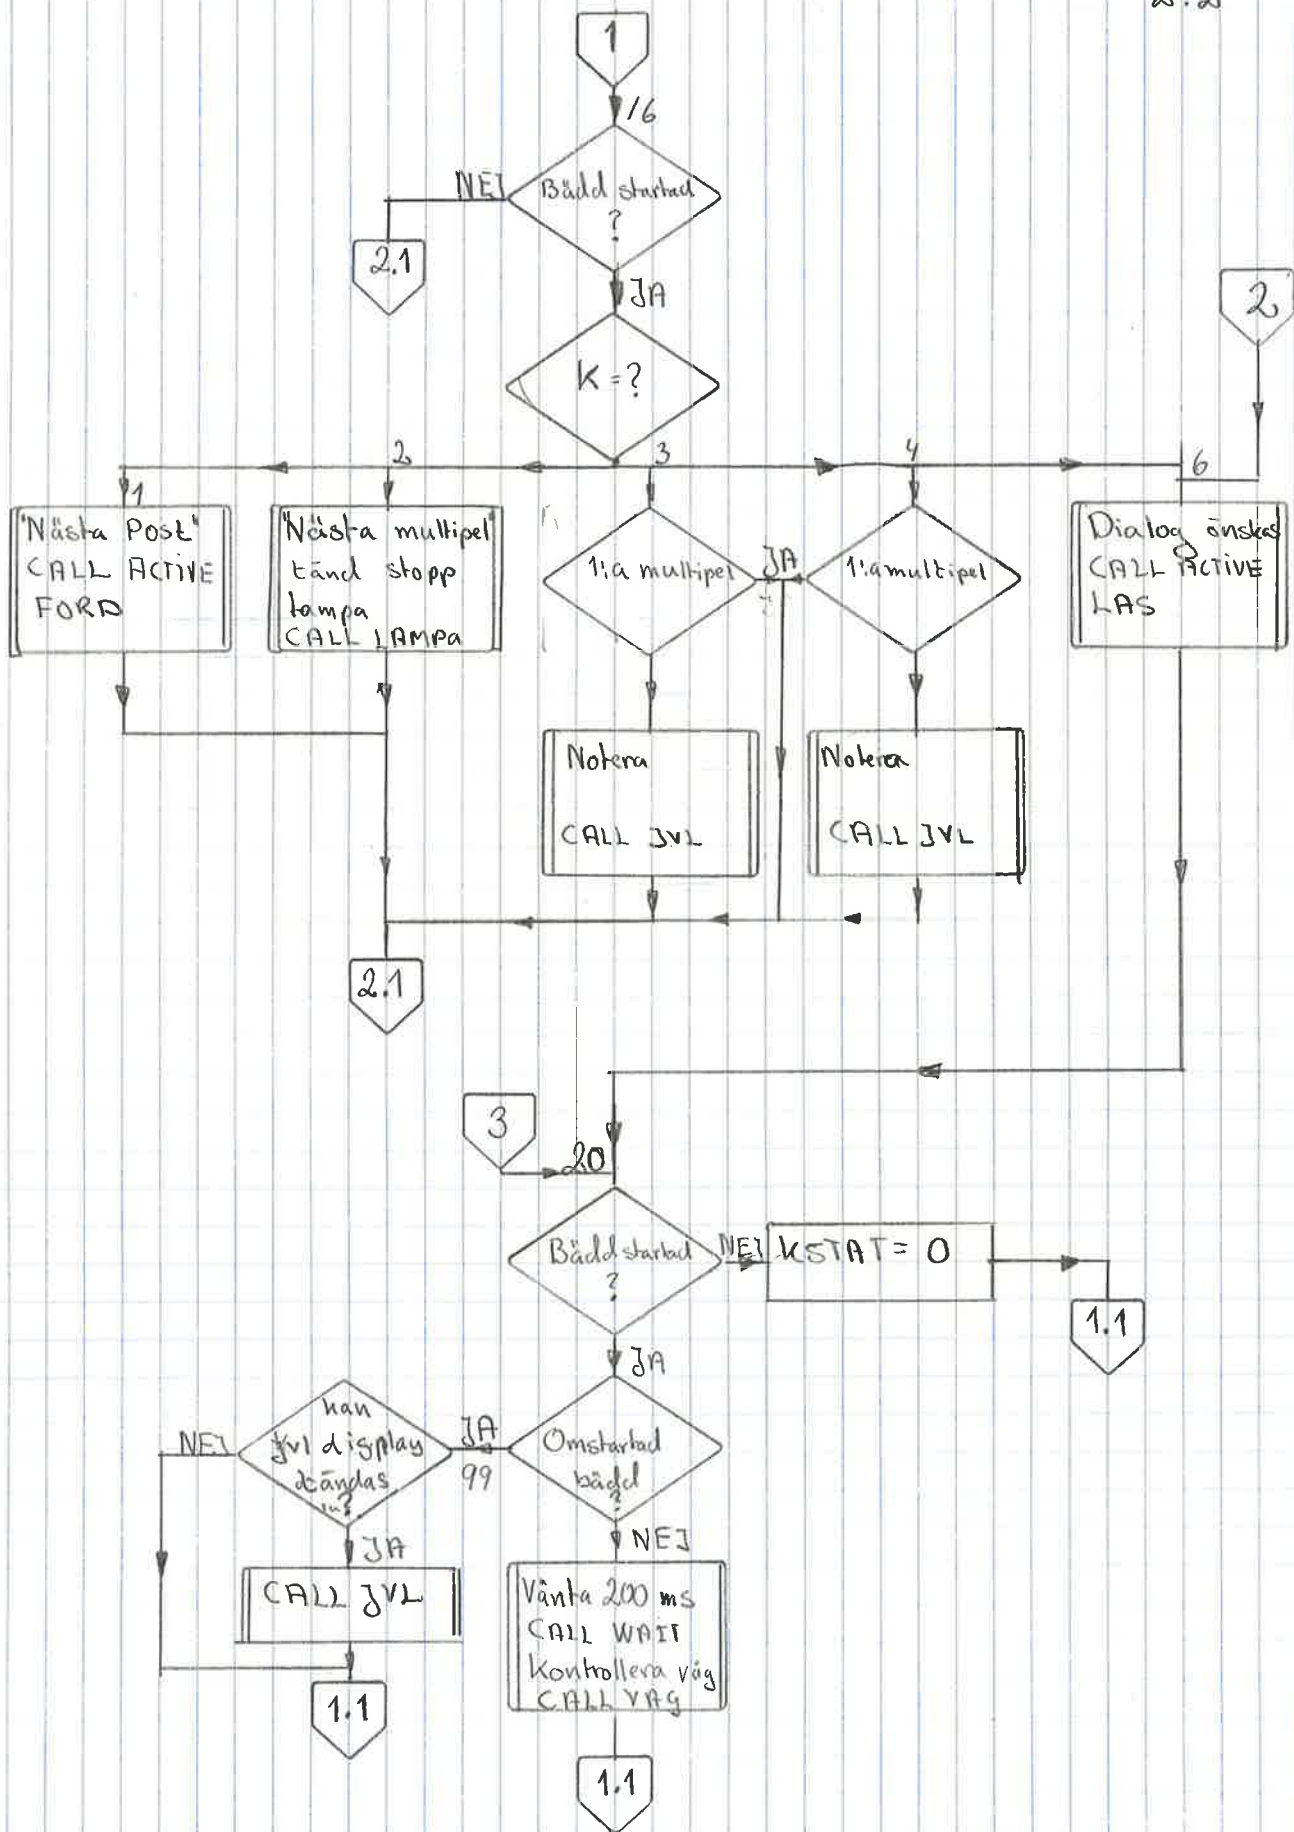 2.2
1
16
Bädd startad
?
NEJ
2.1
JA
2
K = ?
2
3
4
6
1
"Nästa Post"
CALL ACTIVE
FORD
"Nästa multipel"
tänd stopp
lampa
CALL LAMPA
1:a multipel
JA
1:a multipel
Dialog önskas
CALL ACTIVE
LAS
Notera
CALL JVL
Notera
CALL JVL
2.1
3
20
Bädd startad
?
NEJ
KSTAT = 0
1.1
JA
kan
Jvl display
tändas
?
NEJ
JA
99
Omstartad
bädd
?
JA
NEJ
CALL JVL
Vänta 200 ms
CALL WAIT
Kontrollera våg
CALL VAG
1.1
1.1